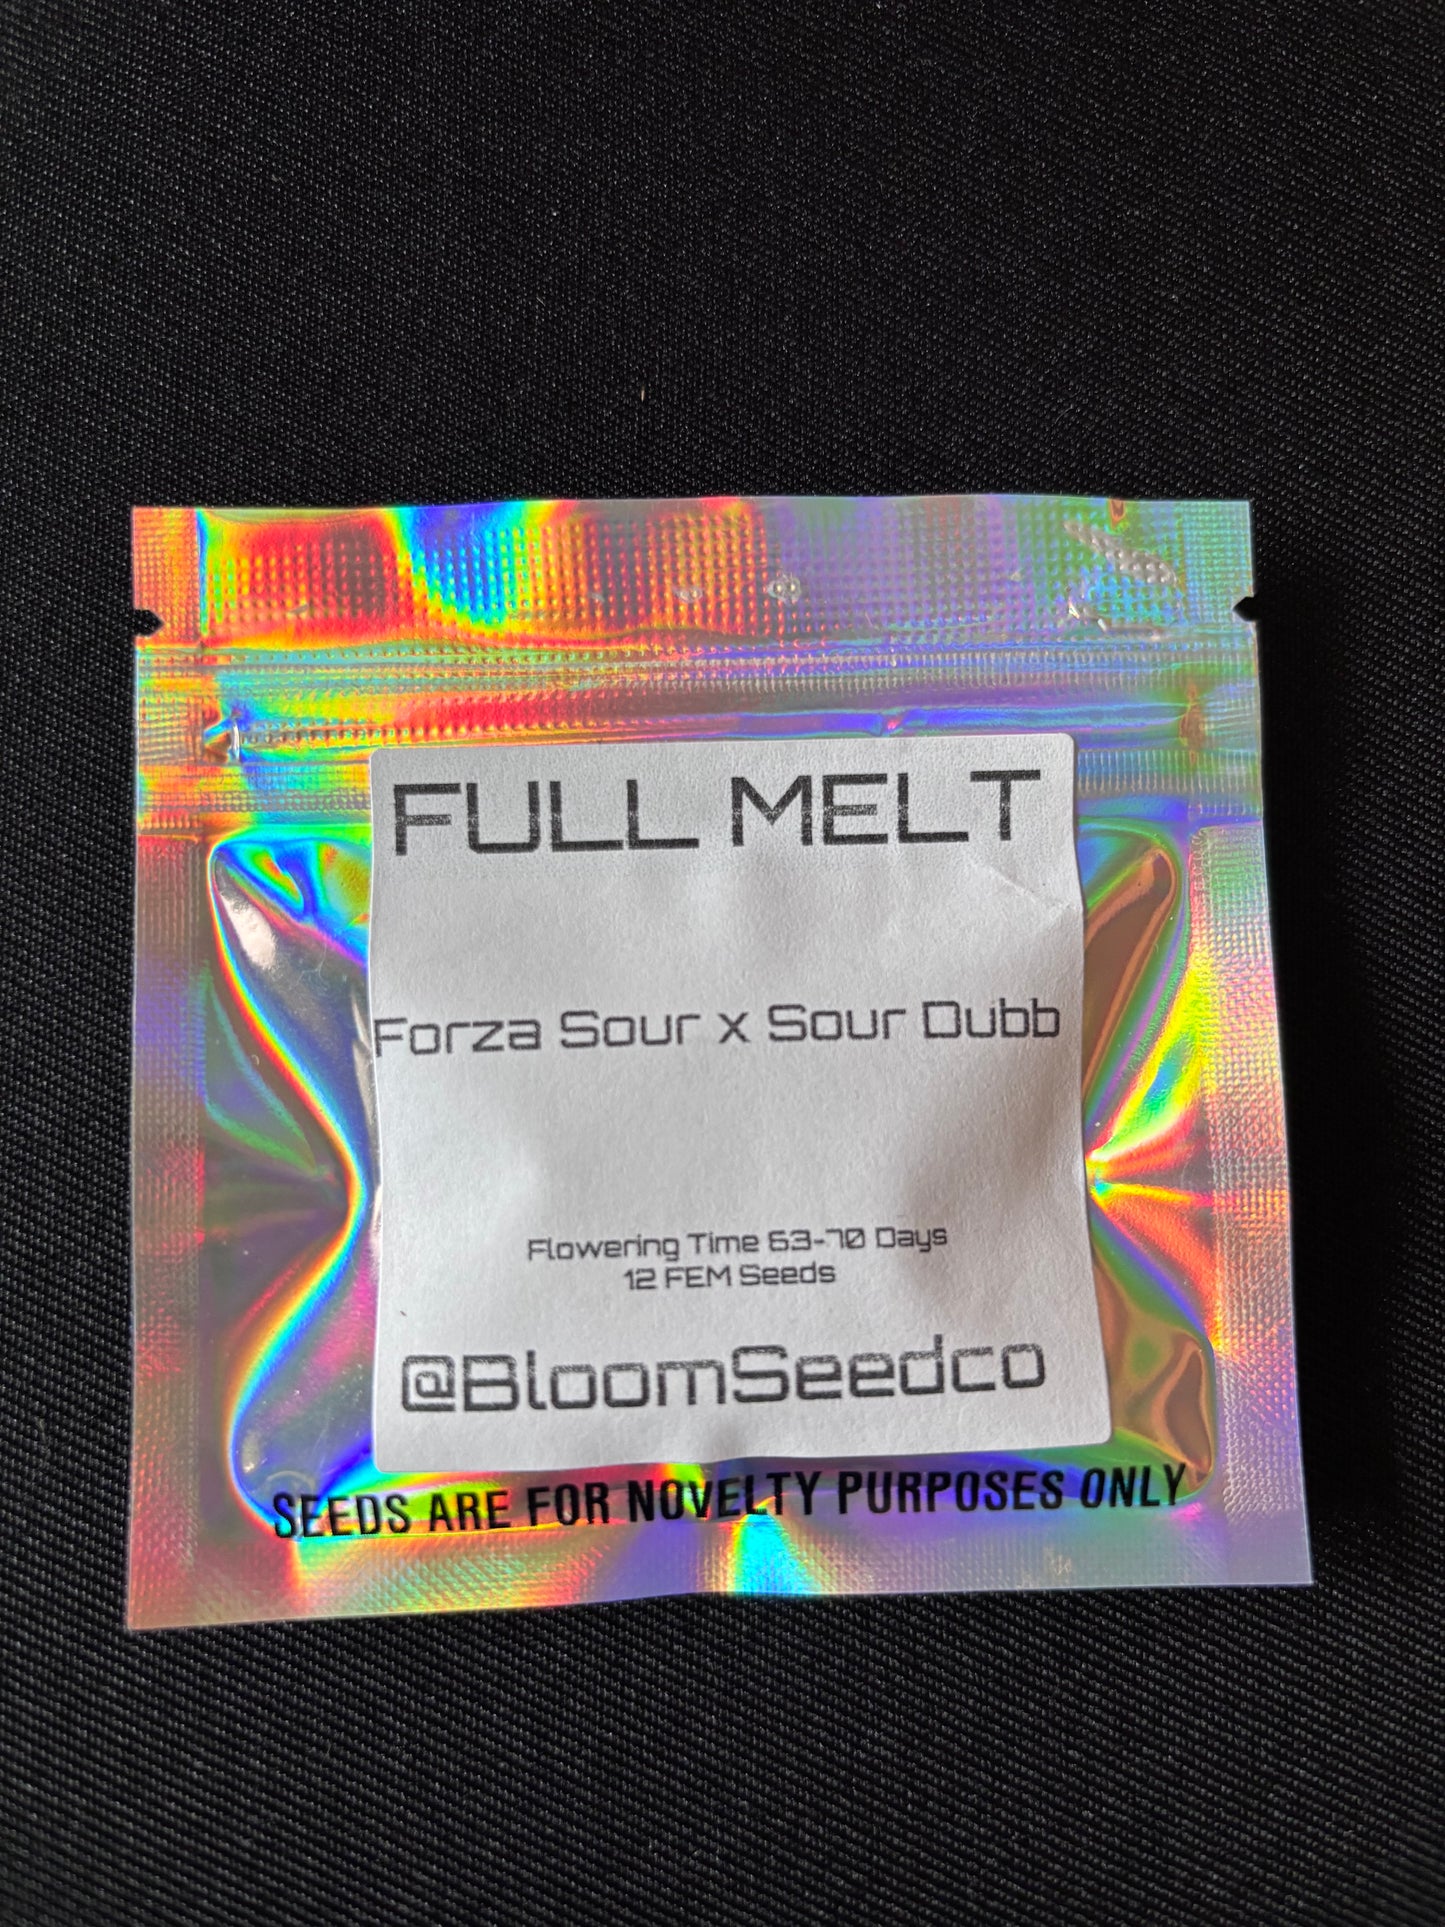 FULL MELT
Forza Sour x Sour Dubb
Flowering Time 63-70 Days
12 FEM Seeds
@BloomSeedco
SEEDS ARE FOR NOVELTY PURPOSES ONLY